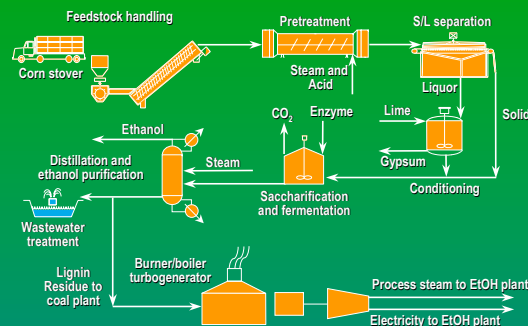 Feedstock handling
Pretreatment
S/L separation
Corn stover
Steam and
Acid
Liquor
CO2
Enzyme
Lime
Solid
Ethanol
Gypsum
Distillation and
ethanol purification
Steam
Conditioning
Saccharification
and fermentation
Wastewater
treatment
Lignin
Residue to
coal plant
Burner/boiler
turbogenerator
Process steam to EtOH plant
Electricity to EtOH plant